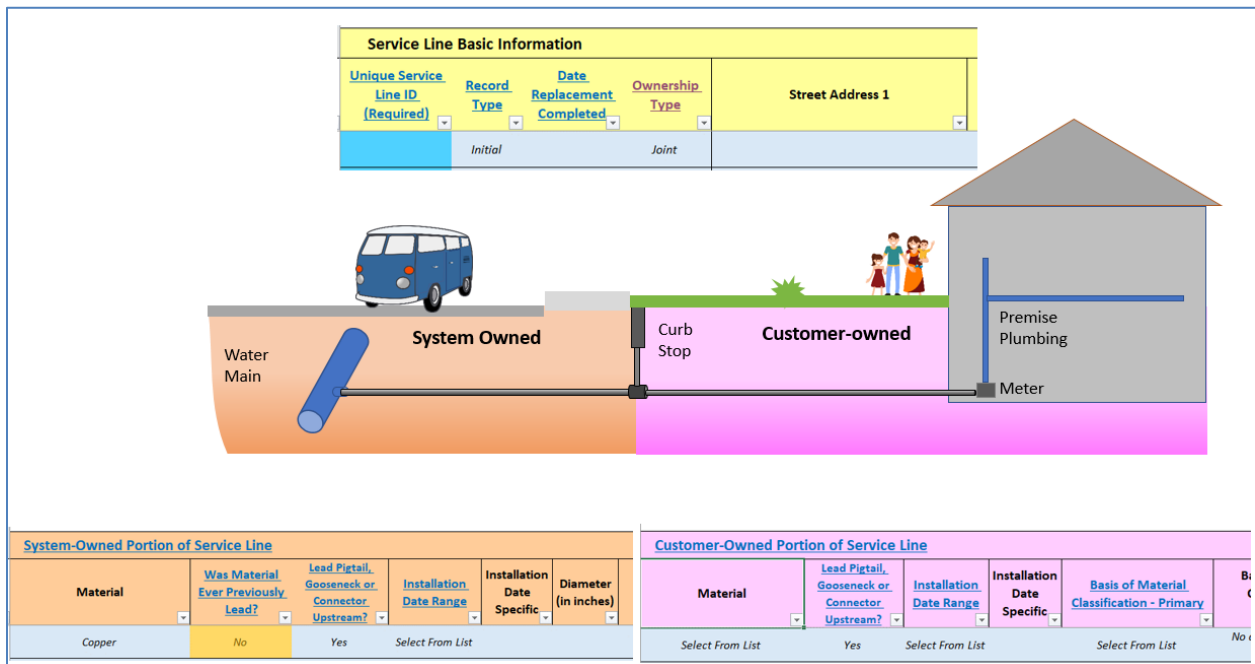 Service Line Basic Information
Unique Service
Line ID
(Required)
Record
Type
Date
Replacement
Completed
Ownership
Type
Street Address 1
Initial
Joint
Water
Main
System Owned
Curb
Stop
Customer-owned
Premise
Plumbing
Meter
System-Owned Portion of Service Line
Material
Was Material
Ever Previously
Lead?
Lead Pigtail,
Gooseneck or
Connector
Upstream?
Installation
Date Range
Installation
Date
Specific
Diameter
(in inches)
Copper
No
Yes
Select From List
Customer-Owned Portion of Service Line
Material
Lead Pigtail,
Gooseneck or
Connector
Upstream?
Installation
Date Range
Installation
Date
Specific
Basis of Material
Classification - Primary
Select From List
Yes
Select From List
Select From List